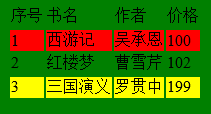 序号 书名 作者 价格
1 西游记 吴承恩 100
2 红楼梦 曹雪芹 102
3 三国演义 罗贯中 199